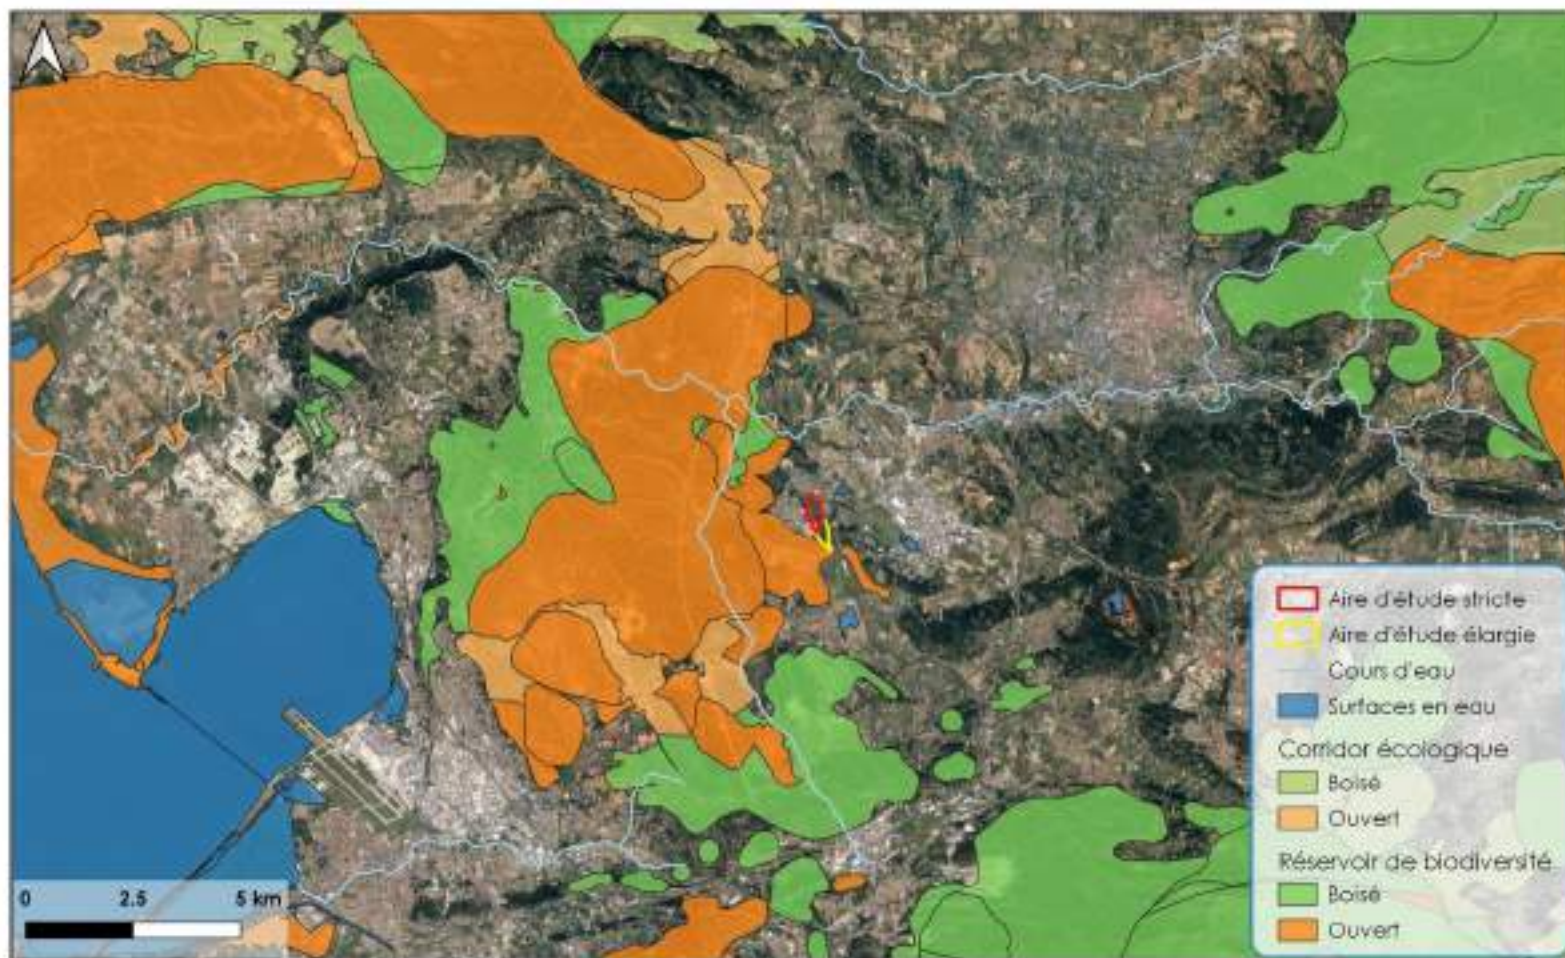 Aire d'étude stricte
Aire d'étude élargie
Cours d'eau
Surfaces en eau
Corridor écologique
Boisé
Ouvert
Réservoir de biodiversité
Boisé
Ouvert
0 2.5 5 km